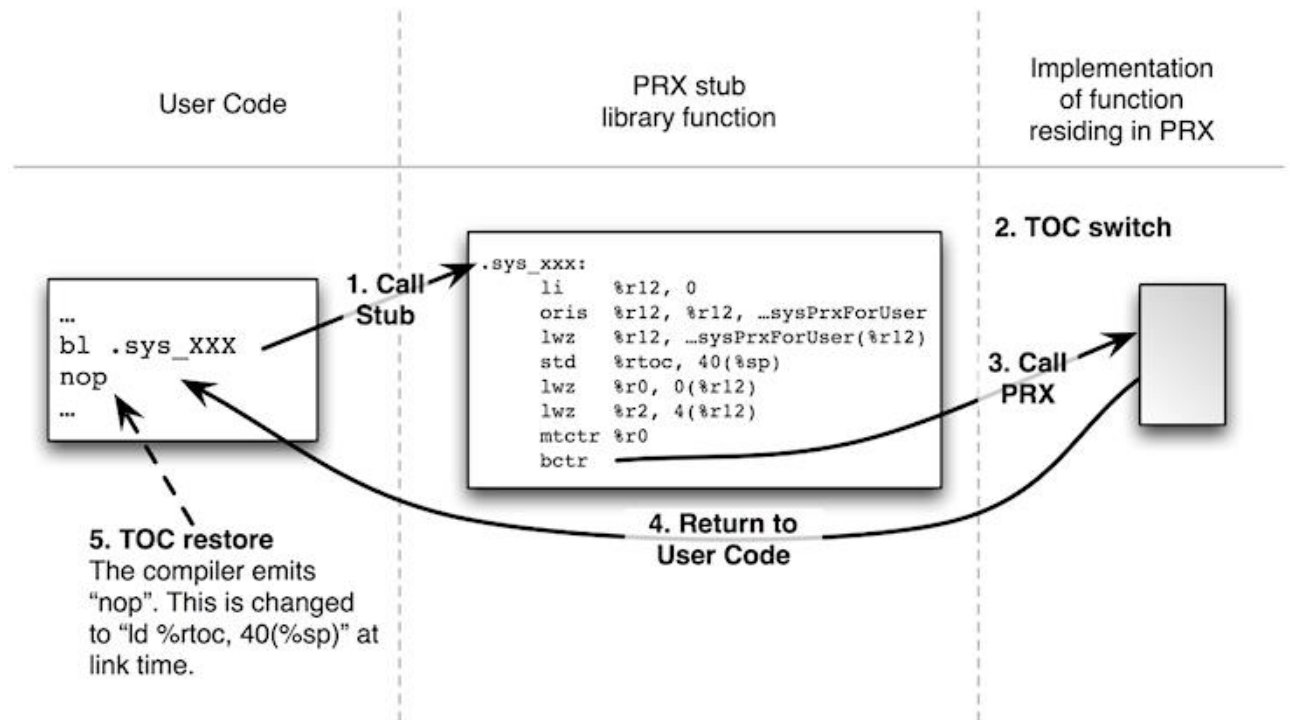 User Code
PRX stub
library function
Implementation
of function
residing in PRX
2. TOC switch
1. Call
Stub
…
bl .sys_XXX
nop
…
.sys_xxx:
li %r12, 0
oris %r12, %r12, …sysPrxForUser
lwz %r12, …sysPrxForUser(%r12)
std %rtoc, 40(%sp)
lwz %r0, 0(%r12)
lwz %r2, 4(%r12)
mtctr %r0
bctr
3. Call
PRX
4. Return to
User Code
5. TOC restore
The compiler emits
“nop”. This is changed
to “ld %rtoc, 40(%sp)” at
link time.